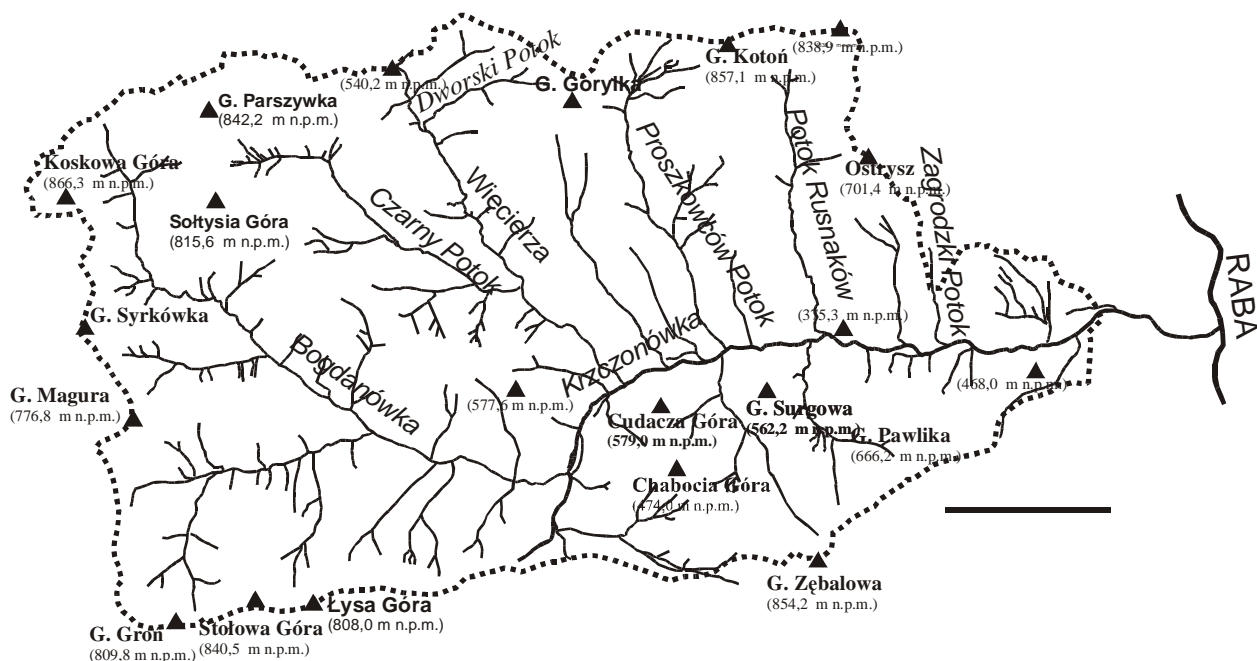 (838,9 m n.p.m.)
G. Kotoń
(857,1 m n.p.m.)
(540,2 m n.p.m.)
Dworski Potok
G. Goryłka
G. Parszywka
(842,2 m n.p.m.)
Koskowa Góra
(866,3 m n.p.m.)
Sołtysia Góra
(815,6 m n.p.m.)
Czarny Potok
Więcierza
Proszkowców Potok
Potok Rusnaków
Ostrysz
(701,4 m n.p.m.)
Zagrodzki Potok
RABA
G. Syrkówka
Bogdanówka
Krzczonówka
(355,3 m n.p.m.)
(468,0 m n.p.m.)
G. Magura
(776,8 m n.p.m.)
(577,6 m n.p.m.)
Cudacza Góra
(579,0 m n.p.m.)
G. Surgowa
(562,2 m n.p.m.)
G. Pawlika
(666,2 m n.p.m.)
Chabocia Góra
(474,0 m n.p.m.)
G. Zębalowa
(854,2 m n.p.m.)
Łysa Góra
(808,0 m n.p.m.)
Stołowa Góra
(840,5 m n.p.m.)
G. Groń
(809,8 m n.p.m.)